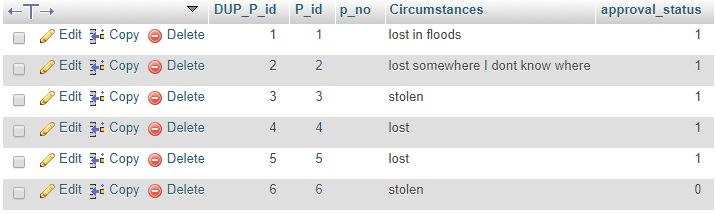 DUP_P_id P_id p_no Circumstances approval_status
Edit Copy Delete 1 1 lost in floods 1
Edit Copy Delete 2 2 lost somewhere I dont know where 1
Edit Copy Delete 3 3 stolen 1
Edit Copy Delete 4 4 lost 1
Edit Copy Delete 5 5 lost 1
Edit Copy Delete 6 6 stolen 0